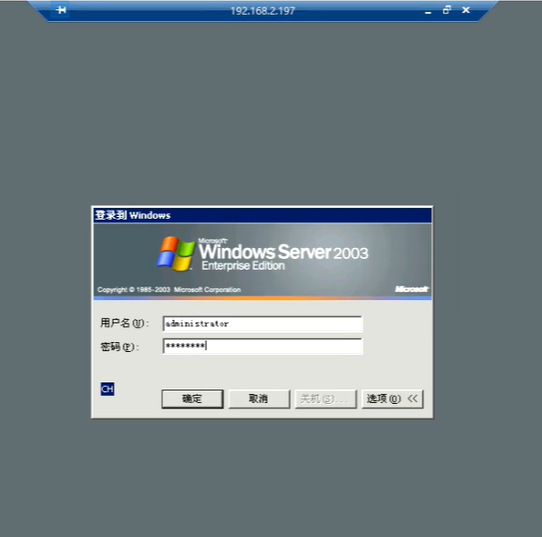 192.168.2.197
登录到 Windows
Microsoft
Windows Server 2003
Enterprise Edition
Copyright © 1985-2003 Microsoft Corporation
Microsoft
用户名(U):
administrator
密码(P):
********
CH
确定
取消
关机(S)...
选项(O) <<